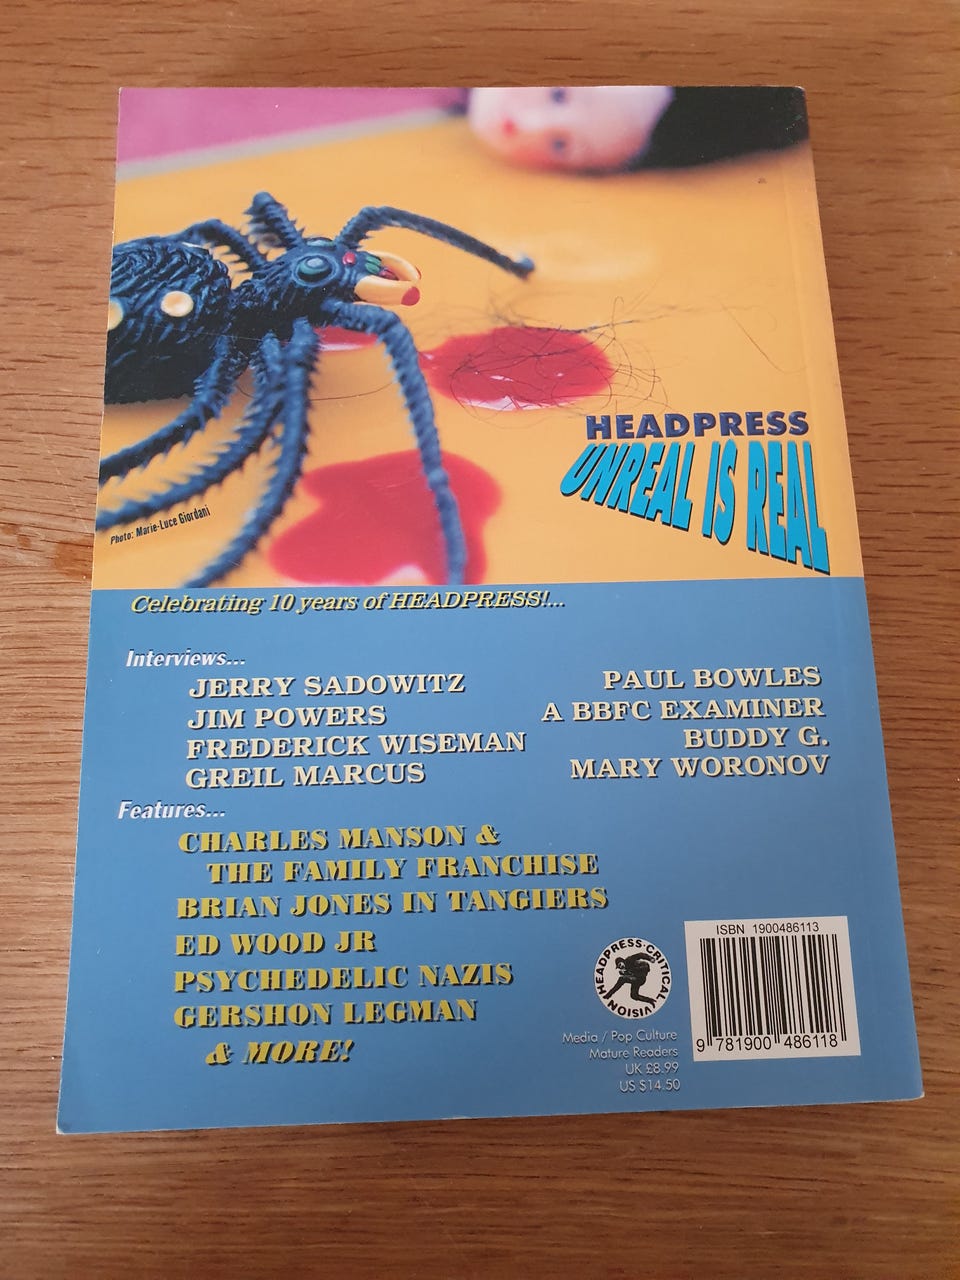 HEADPRESS
UNREAL IS REAL
Photo: Marie-Luce Giordani
Celebrating 10 years of HEADPRESS!...
Interviews...
JERRY SADOWITZ
JIM POWERS
FREDERICK WISEMAN
GREIL MARCUS
PAUL BOWLES
A BBFC EXAMINER
BUDDY G.
MARY WORONOV
Features...
CHARLES MANSON &
THE FAMILY FRANCHISE
BRIAN JONES IN TANGIERS
ED WOOD JR
PSYCHEDELIC NAZIS
GERSHON LEGMAN
& MORE!
HEADPRESS·CRITICAL VISION
Media / Pop Culture
Mature Readers
UK £8.99
US $14.50
ISBN 1900486113
9 781900 486118